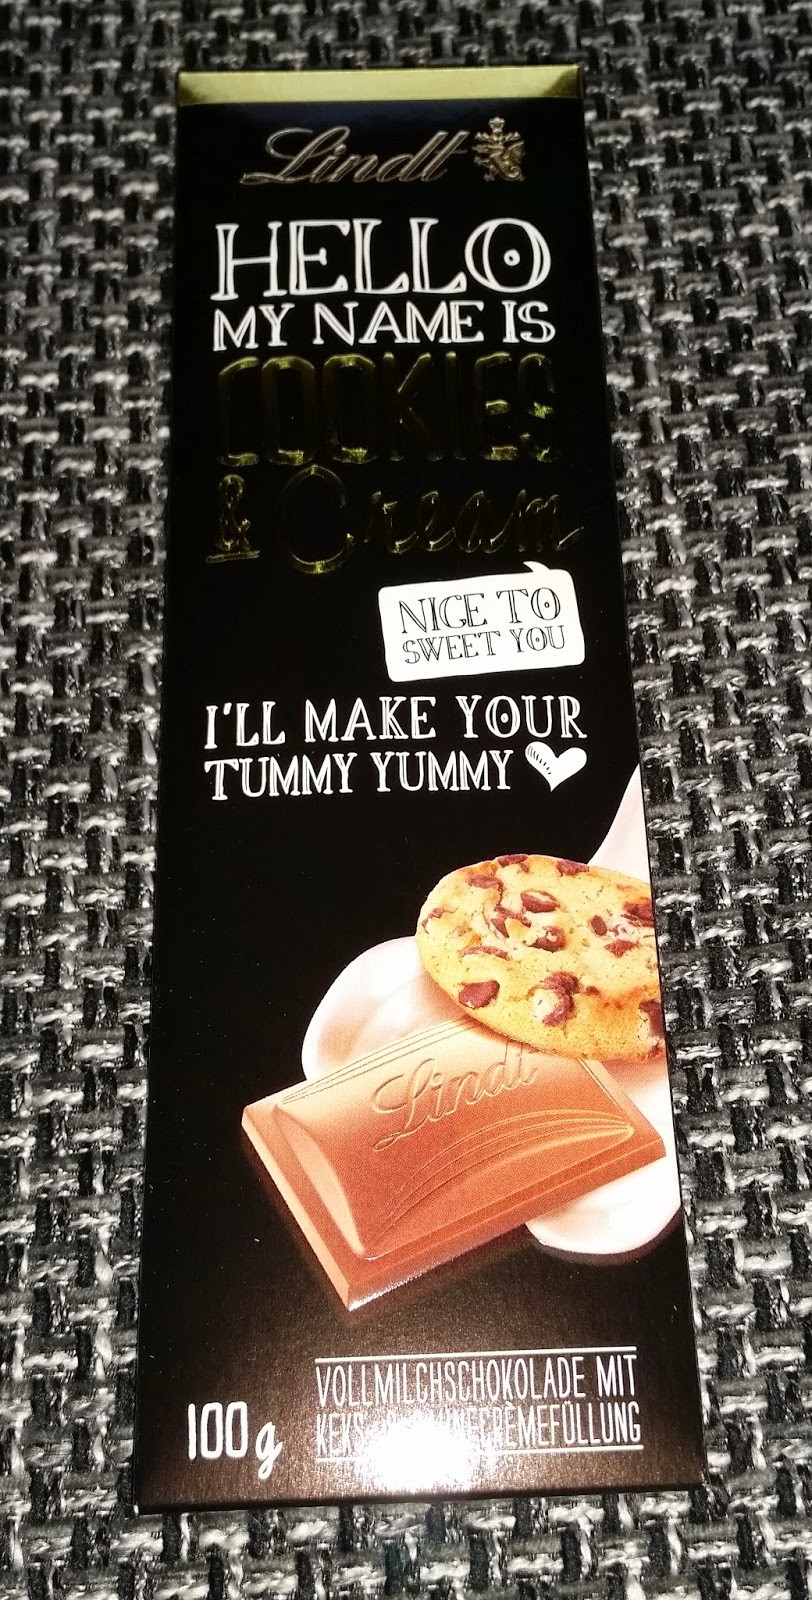 Lindt
HELLO
MY NAME IS
COOKIES
& Cream
NICE TO
SWEET YOU
I'LL MAKE YOUR
TUMMY YUMMY
Lindt
100g
VOLLMILCHSCHOKOLADE MIT
KEKS